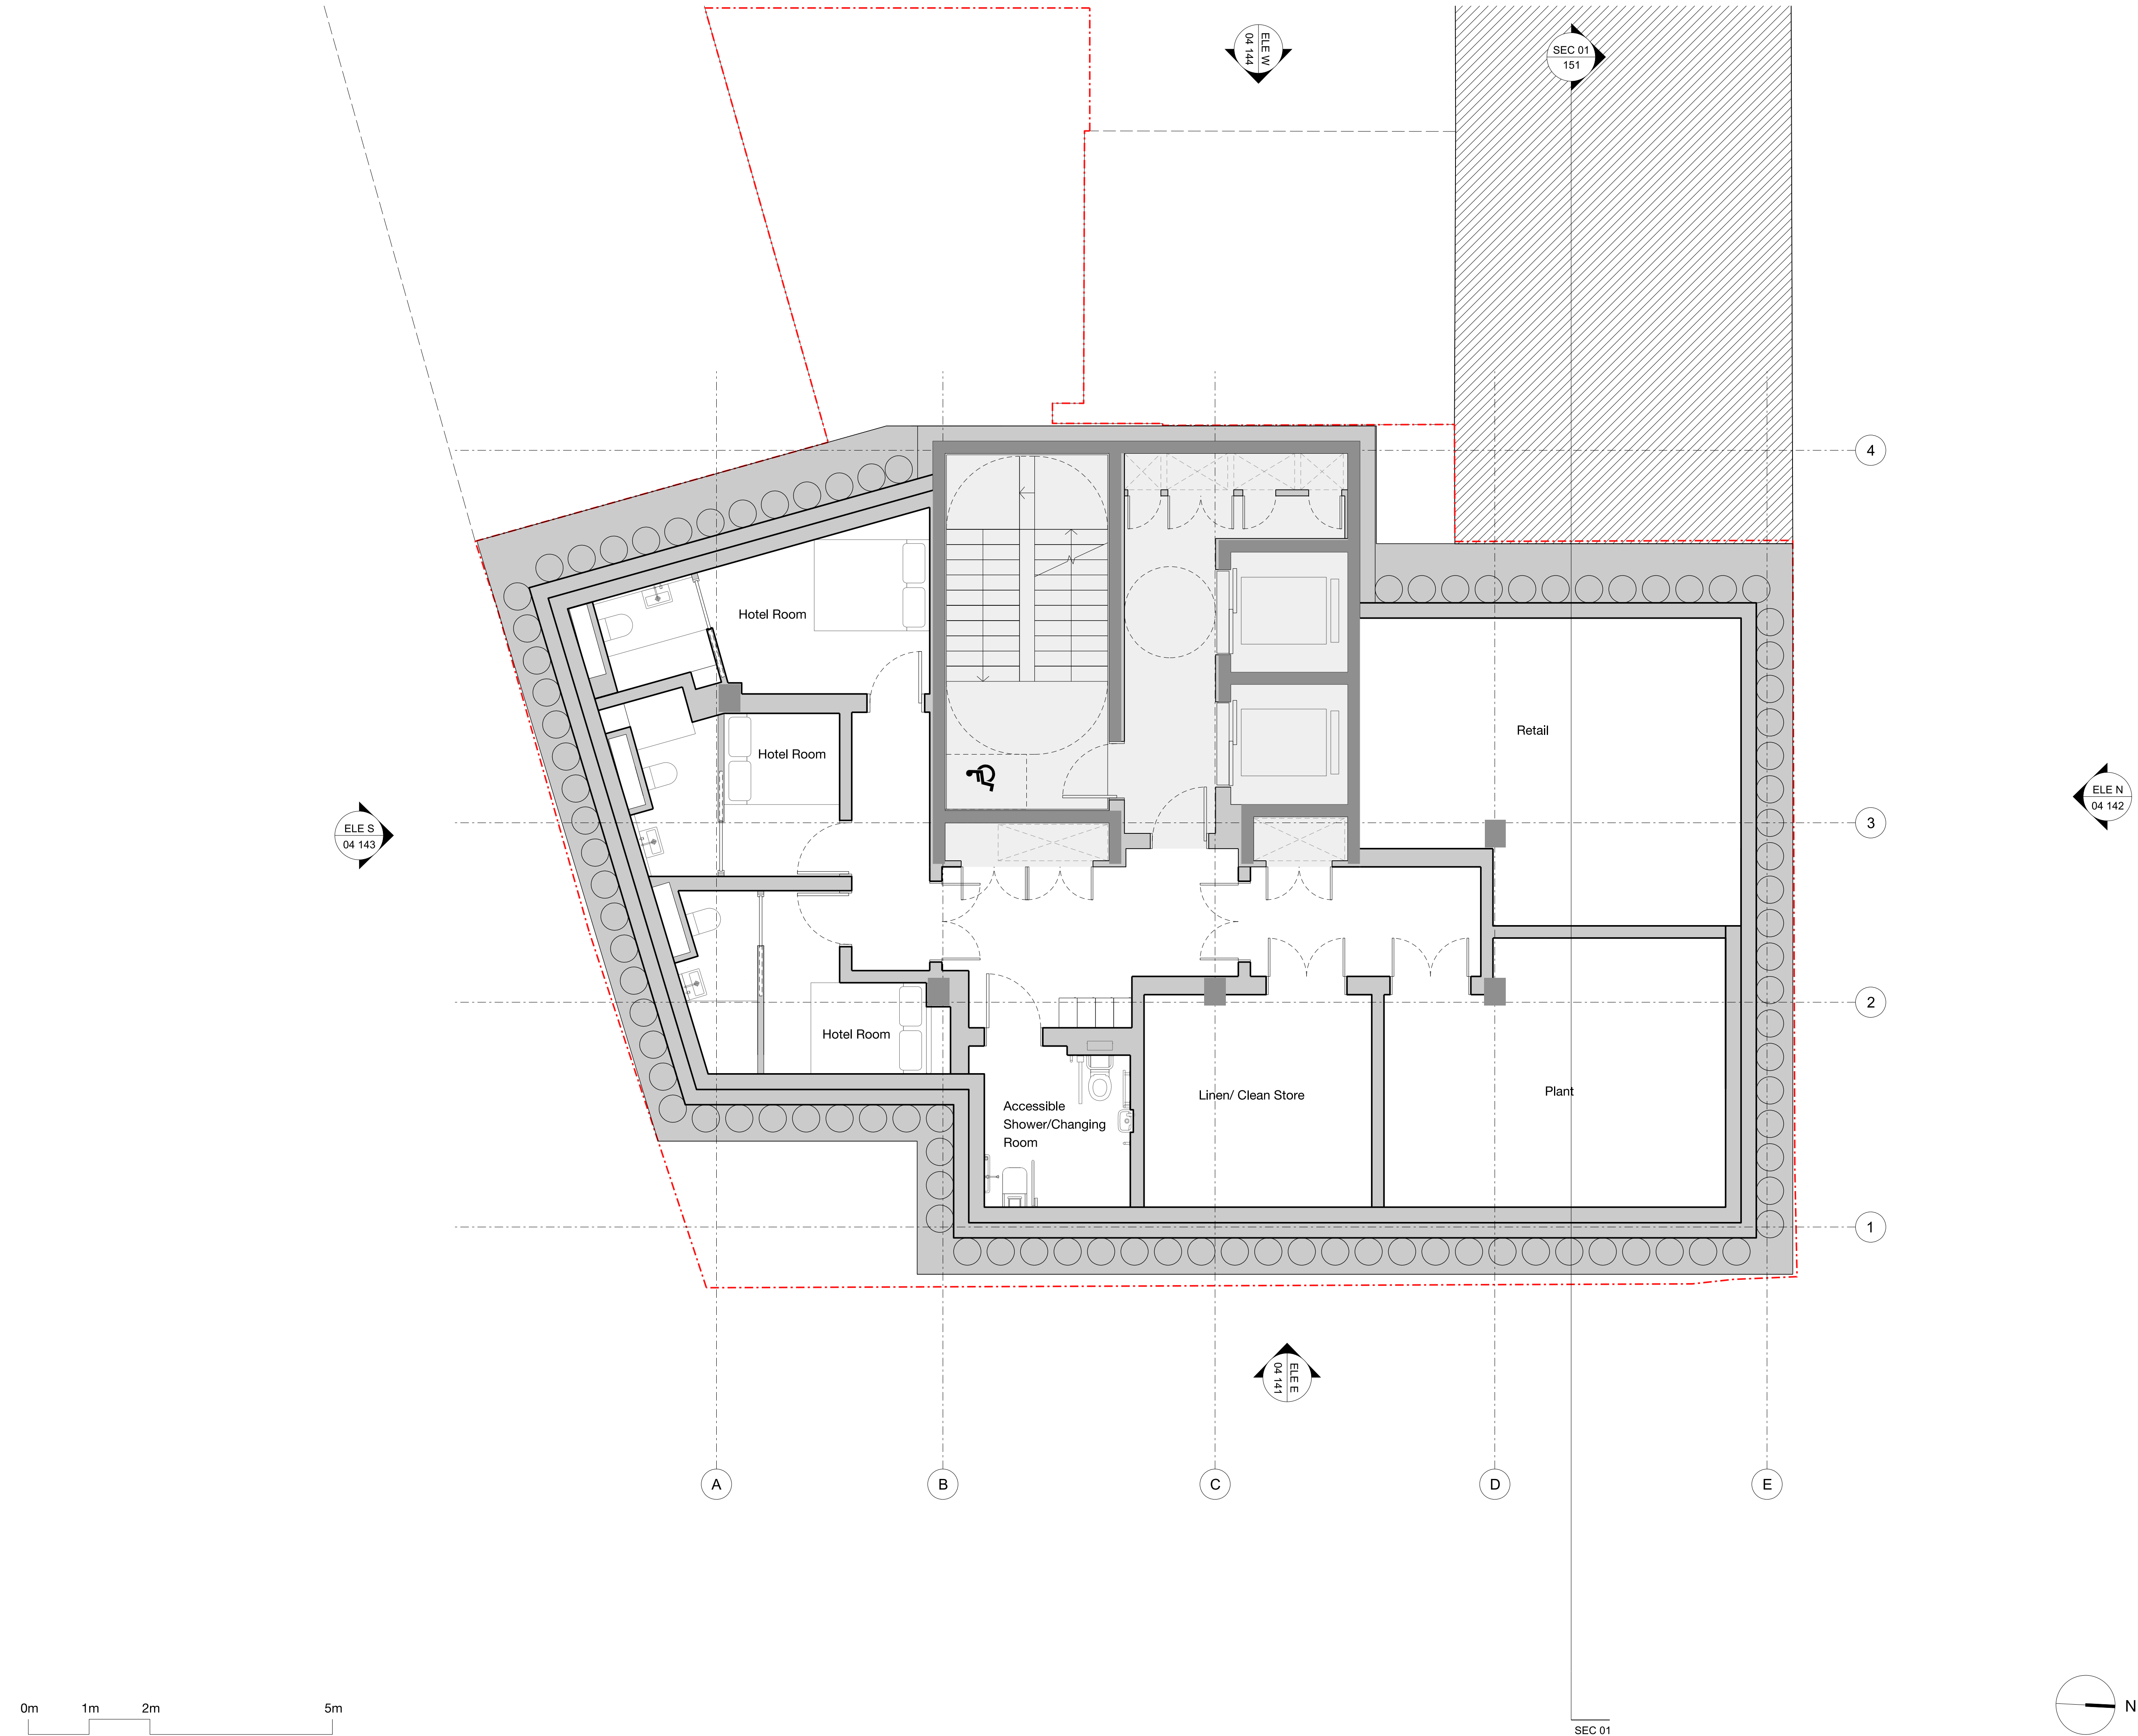 ELE W
04 144
SEC 01
151
4
Hotel Room
Retail
Hotel Room
ELE N
04 142
3
ELE S
04 143
2
Hotel Room
Plant
Linen/ Clean Store
Accessible
Shower/Changing
Room
1
ELE E
04 141
A
B
C
D
E
0m
1m
2m
5m
N
SEC 01